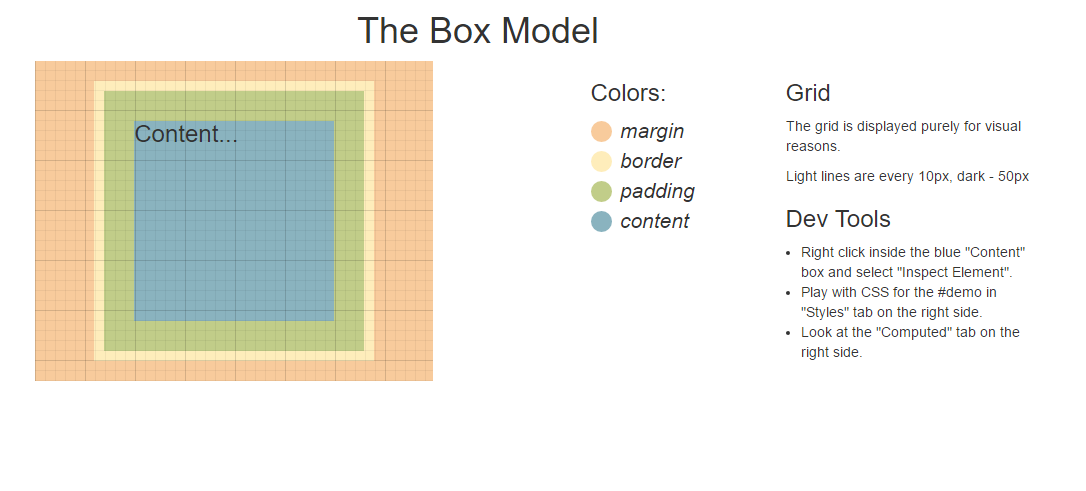 The Box Model
Content...
Colors:
margin
border
padding
content
Grid
The grid is displayed purely for visual
reasons.
Light lines are every 10px, dark - 50px
Dev Tools
Right click inside the blue "Content"
box and select "Inspect Element".
Play with CSS for the #demo in
"Styles" tab on the right side.
Look at the "Computed" tab on the
right side.